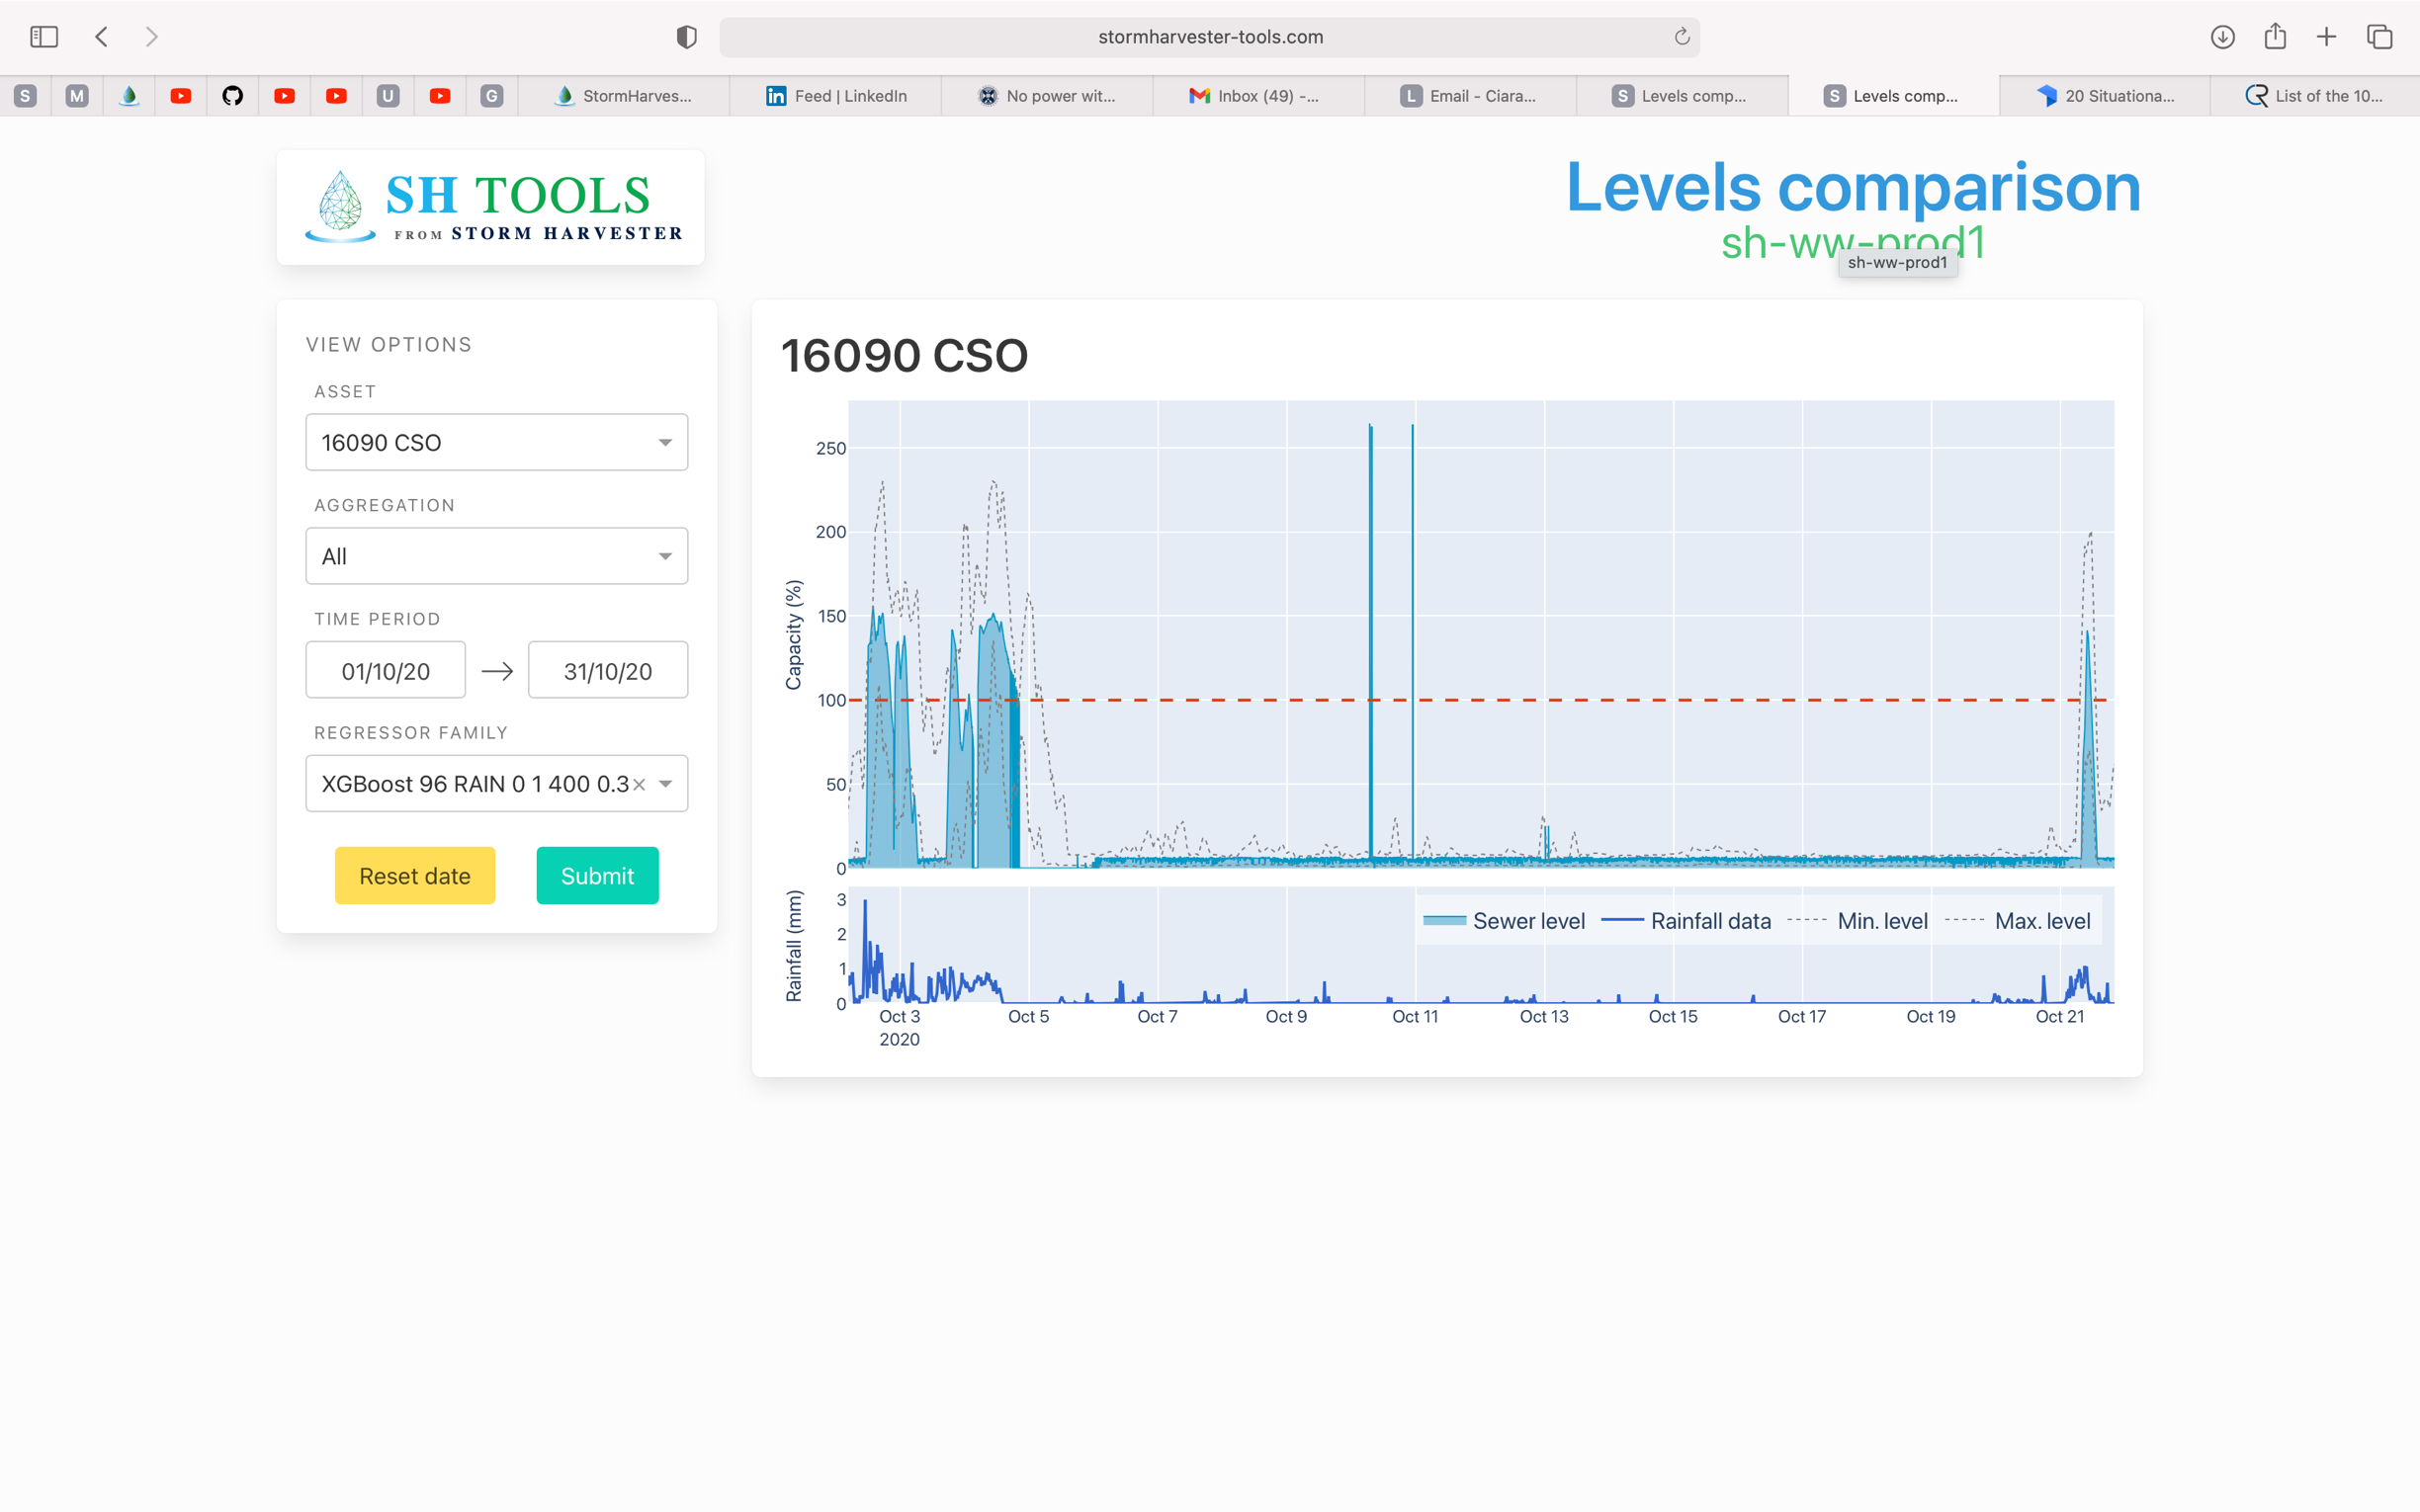 stormharvester-tools.com
S
M
U
G
StormHarves...
Feed | LinkedIn
No power wit...
Inbox (49) -...
L
Email - Ciara...
S
Levels comp...
S
Levels comp...
20 Situationa...
List of the 10...
SH TOOLS
FROM STORM HARVESTER
Levels comparison
sh-ww-prod1
sh-ww-prod1
VIEW OPTIONS
ASSET
16090 CSO
AGGREGATION
All
TIME PERIOD
01/10/20
31/10/20
REGRESSOR FAMILY
XGBoost 96 RAIN 0 1 400 0.3
Reset date
Submit
16090 CSO
Capacity (%)
250
200
150
100
50
0
Rainfall (mm)
3
2
1
0
Sewer level
Rainfall data
Min. level
Max. level
Oct 3
2020
Oct 5
Oct 7
Oct 9
Oct 11
Oct 13
Oct 15
Oct 17
Oct 19
Oct 21